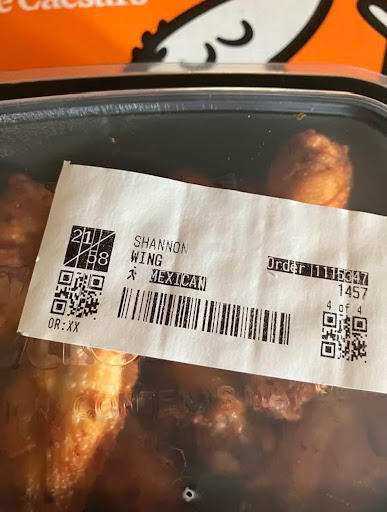 e Caesars
21/58
SHANNON
WING
MEXICAN
Order 1115347
1457
4 of 4
OR:XX